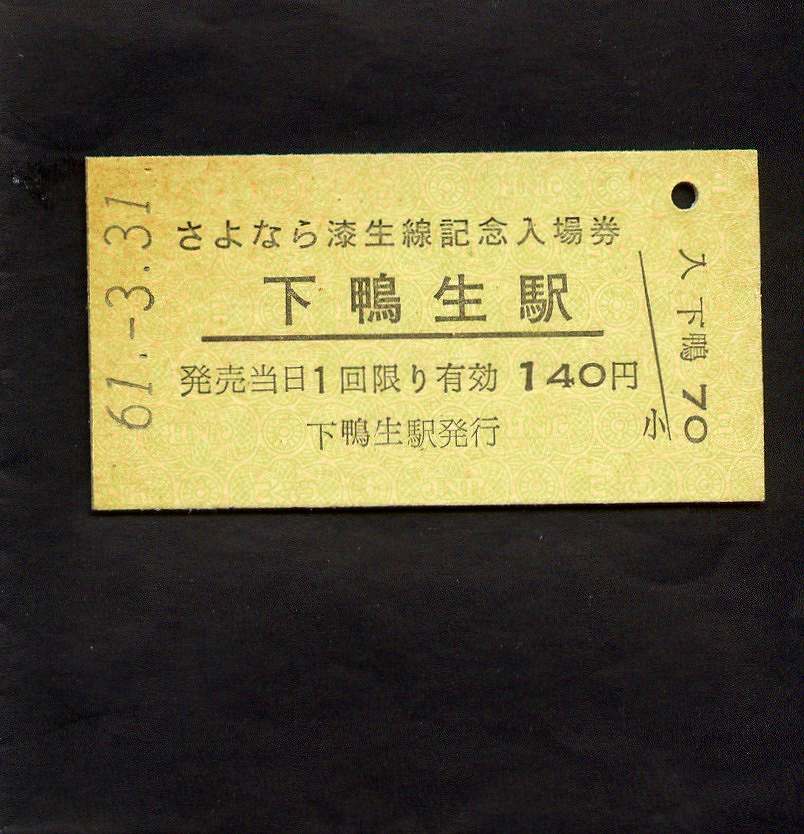 61.-3.31
さよなら漆生線記念入場券
下鴨生駅
発売当日1回限り有効 140円
下鴨生駅発行
小
入 下鴨 70